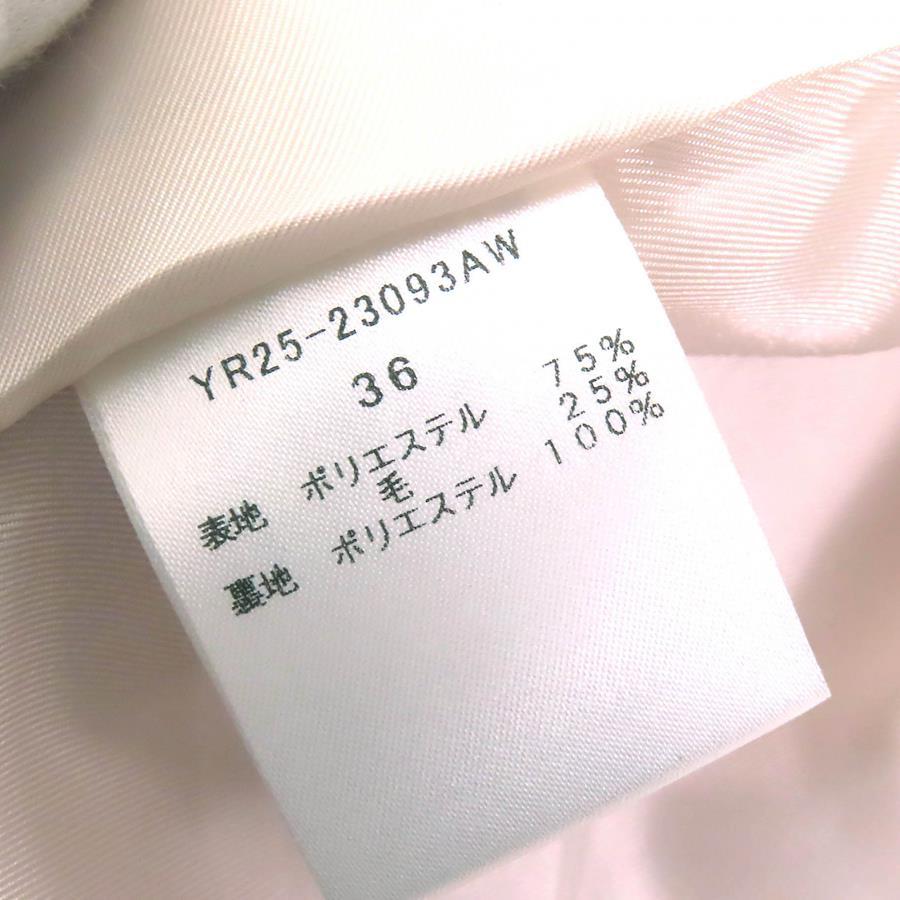 YR25-23093AW
36
表地 ポリエステル 75%
毛 25%
裏地 ポリエステル 100%